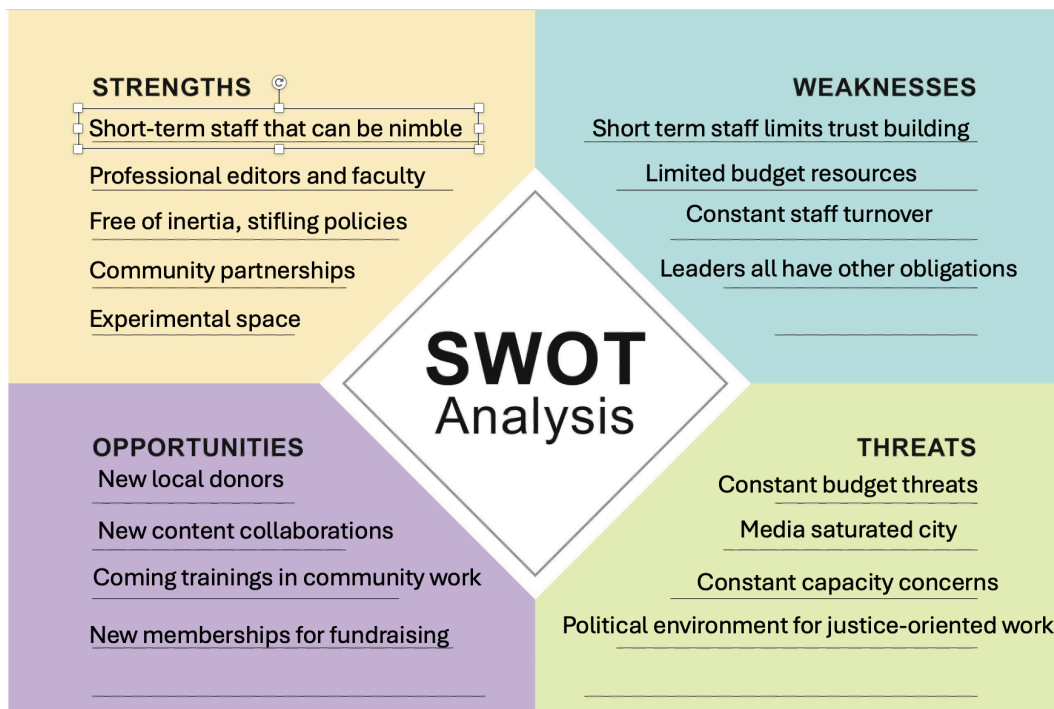 STRENGTHS
Short-term staff that can be nimble
Professional editors and faculty
Free of inertia, stifling policies
Community partnerships
Experimental space
WEAKNESSES
Short term staff limits trust building
Limited budget resources
Constant staff turnover
Leaders all have other obligations
SWOT
Analysis
OPPORTUNITIES
New local donors
New content collaborations
Coming trainings in community work
New memberships for fundraising
THREATS
Constant budget threats
Media saturated city
Constant capacity concerns
Political environment for justice-oriented work